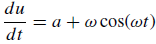 du/dt = a + ω cos(ωt)